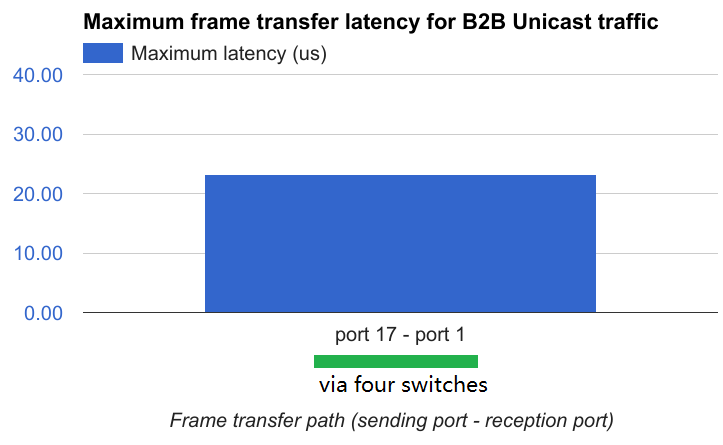 Maximum frame transfer latency for B2B Unicast traffic
Maximum latency (us)
40.00
30.00
20.00
10.00
0.00
port 17 - port 1
via four switches
Frame transfer path (sending port - reception port)